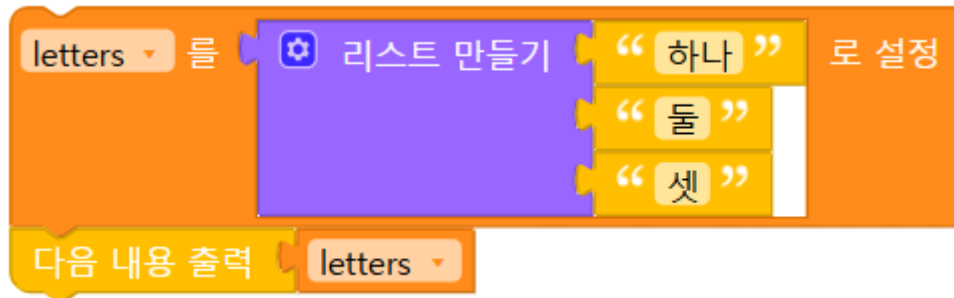 letters 를 리스트 만들기 “ 하나 ” 로 설정
“ 둘 ”
“ 셋 ”
다음 내용 출력 letters